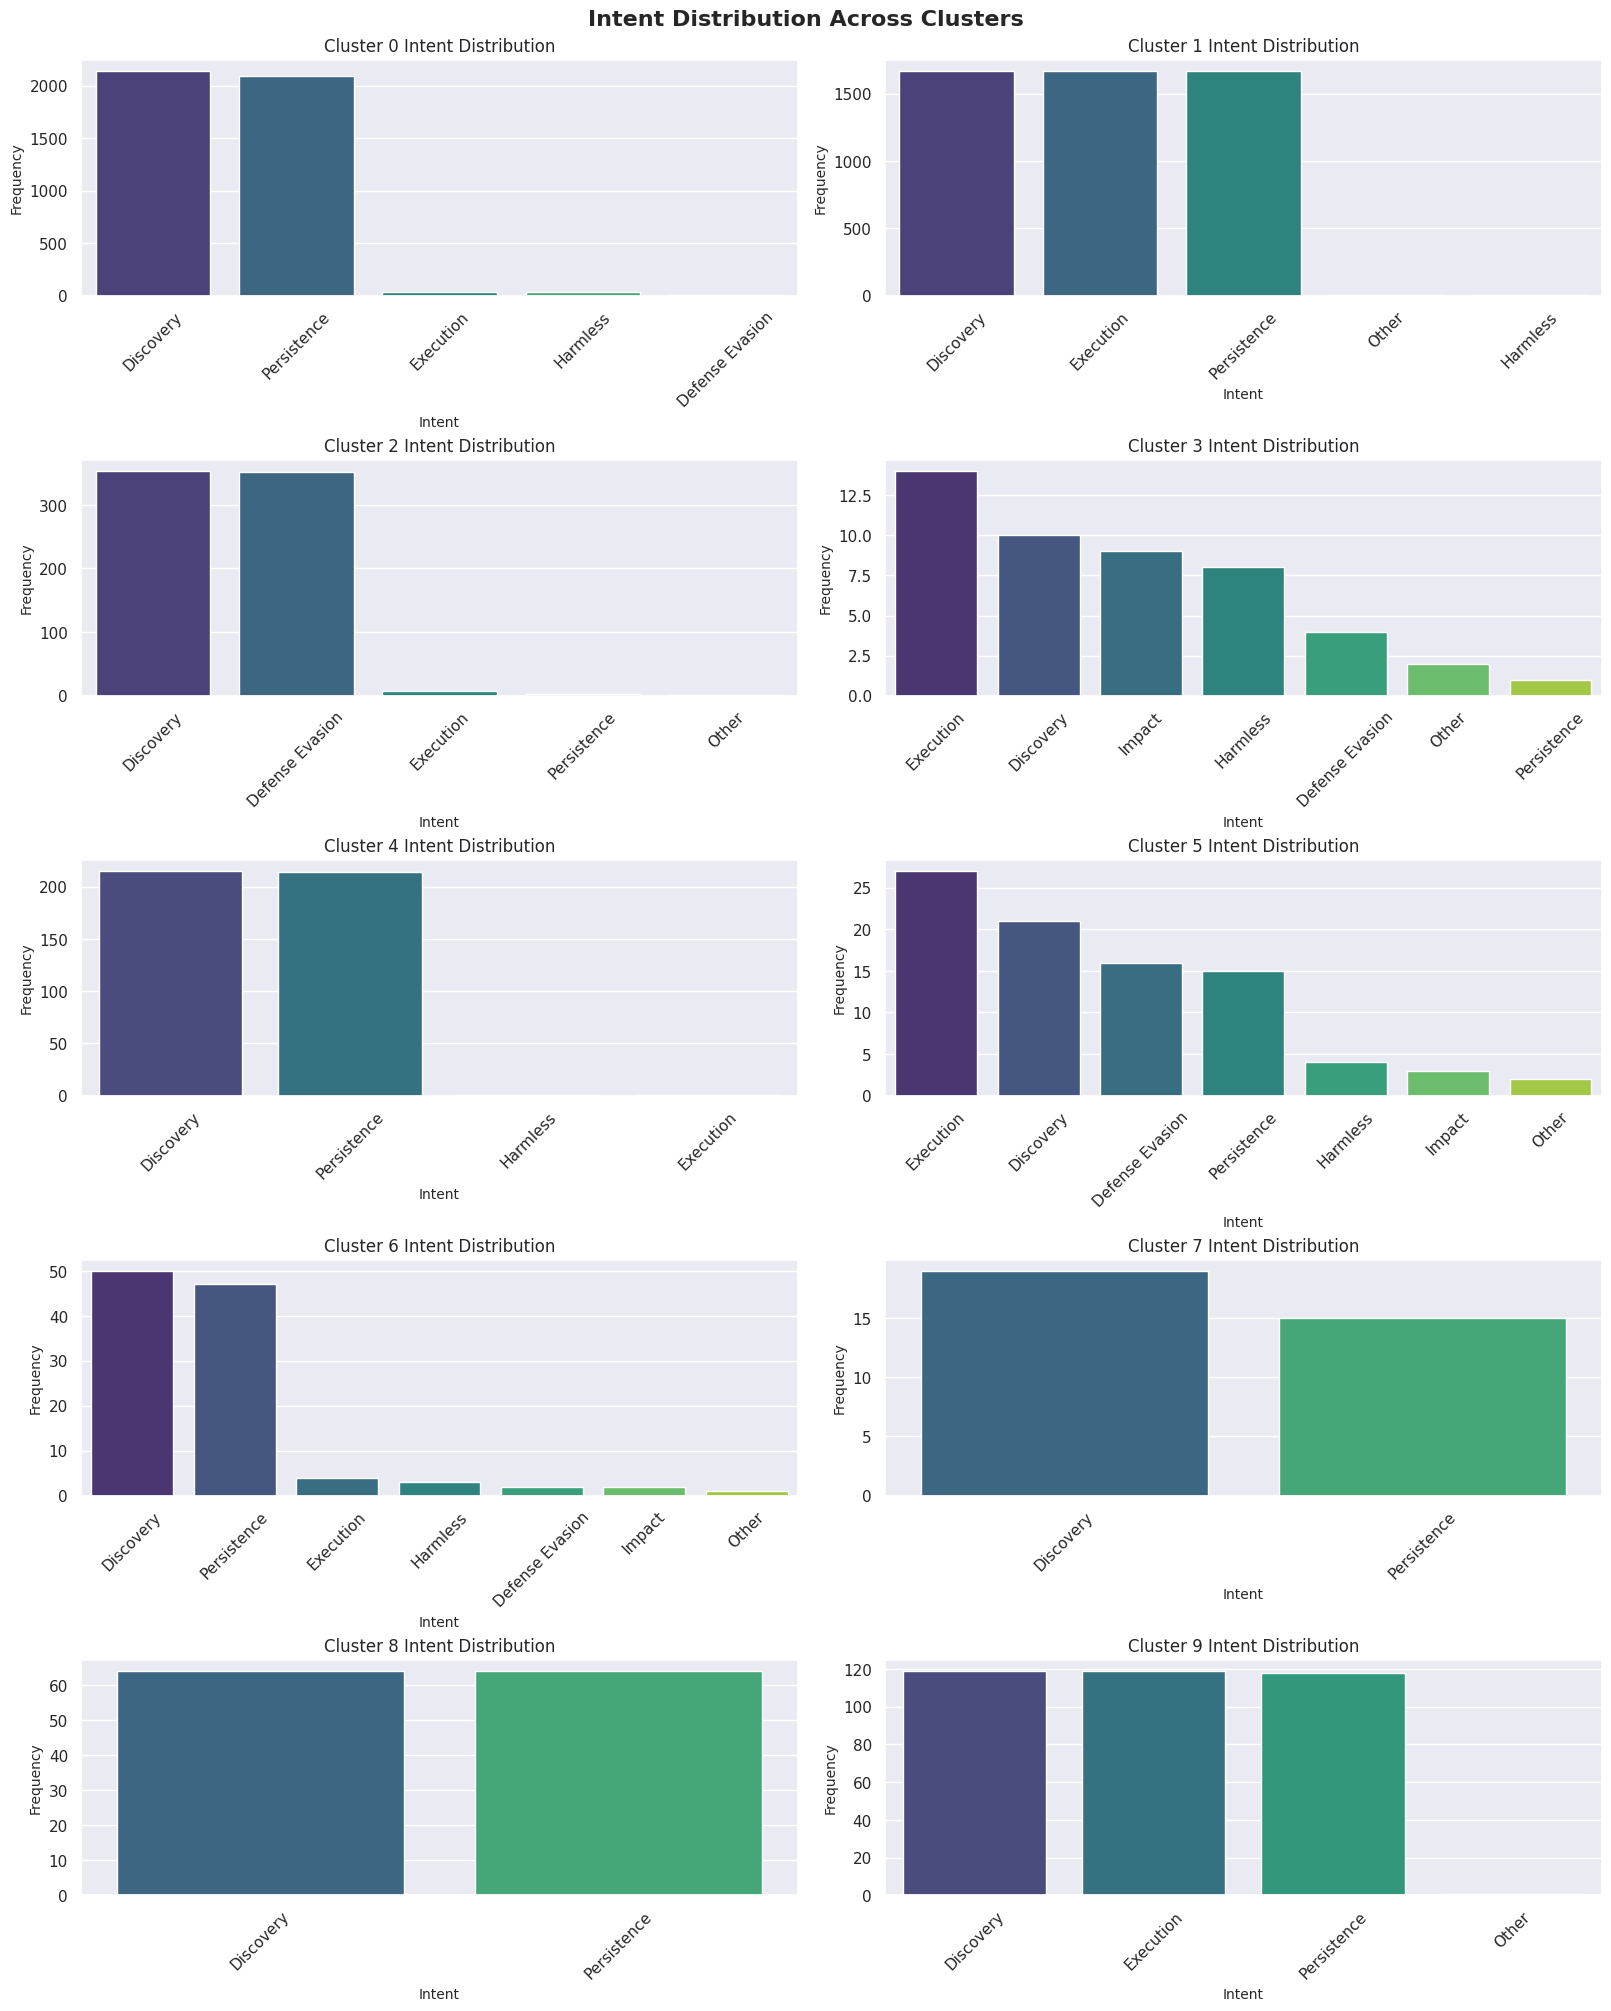 Intent Distribution Across Clusters
Cluster 0 Intent Distribution
Frequency
2000
1500
1000
500
0
Discovery
Persistence
Execution
Harmless
Defense Evasion
Intent
Cluster 1 Intent Distribution
Frequency
1500
1000
500
0
Discovery
Execution
Persistence
Other
Harmless
Intent
Cluster 2 Intent Distribution
Frequency
300
200
100
0
Discovery
Defense Evasion
Execution
Persistence
Other
Intent
Cluster 3 Intent Distribution
Frequency
12.5
10.0
7.5
5.0
2.5
0.0
Execution
Discovery
Impact
Harmless
Defense Evasion
Other
Persistence
Intent
Cluster 4 Intent Distribution
Frequency
200
150
100
50
0
Discovery
Persistence
Harmless
Execution
Intent
Cluster 5 Intent Distribution
Frequency
25
20
15
10
5
0
Execution
Discovery
Defense Evasion
Persistence
Harmless
Impact
Other
Intent
Cluster 6 Intent Distribution
Frequency
50
40
30
20
10
0
Discovery
Persistence
Execution
Harmless
Defense Evasion
Impact
Other
Intent
Cluster 7 Intent Distribution
Frequency
15
10
5
0
Discovery
Persistence
Intent
Cluster 8 Intent Distribution
Frequency
60
50
40
30
20
10
0
Discovery
Persistence
Intent
Cluster 9 Intent Distribution
Frequency
120
100
80
60
40
20
0
Discovery
Execution
Persistence
Other
Intent